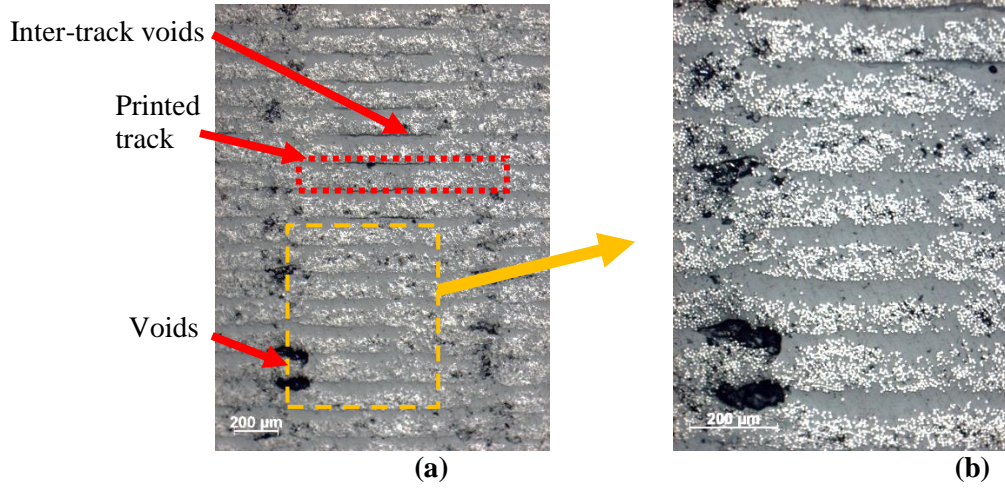 Inter-track voids
Printed
track
Voids
200 µm
200 µm
(a)
(b)